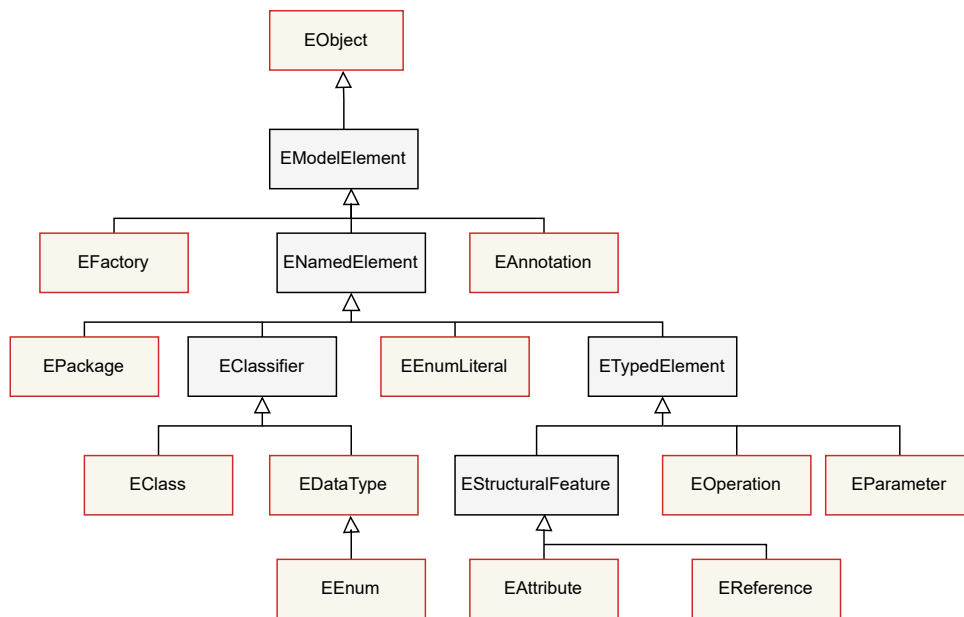 EObject
EModelElement
EFactory
ENamedElement
EAnnotation
EPackage
EClassifier
EEnumLiteral
ETypedElement
EClass
EDataType
EStructuralFeature
EOperation
EParameter
EEnum
EAttribute
EReference